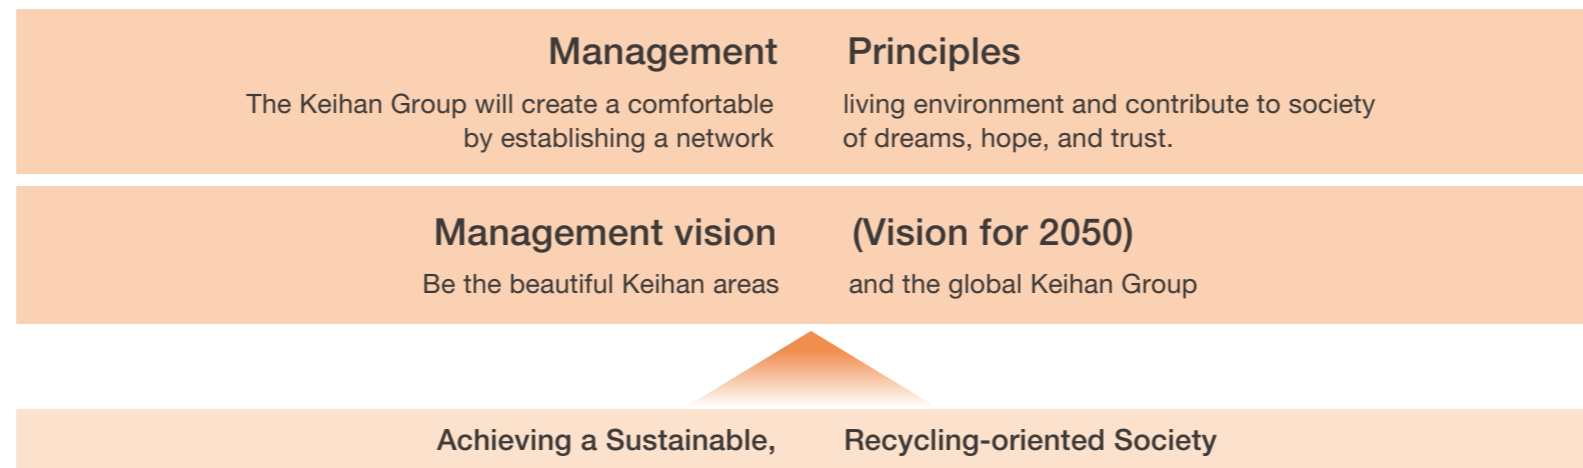 Management Principles
The Keihan Group will create a comfortable living environment and contribute to society
by establishing a network of dreams, hope, and trust.
Management vision (Vision for 2050)
Be the beautiful Keihan areas and the global Keihan Group
Achieving a Sustainable, Recycling-oriented Society